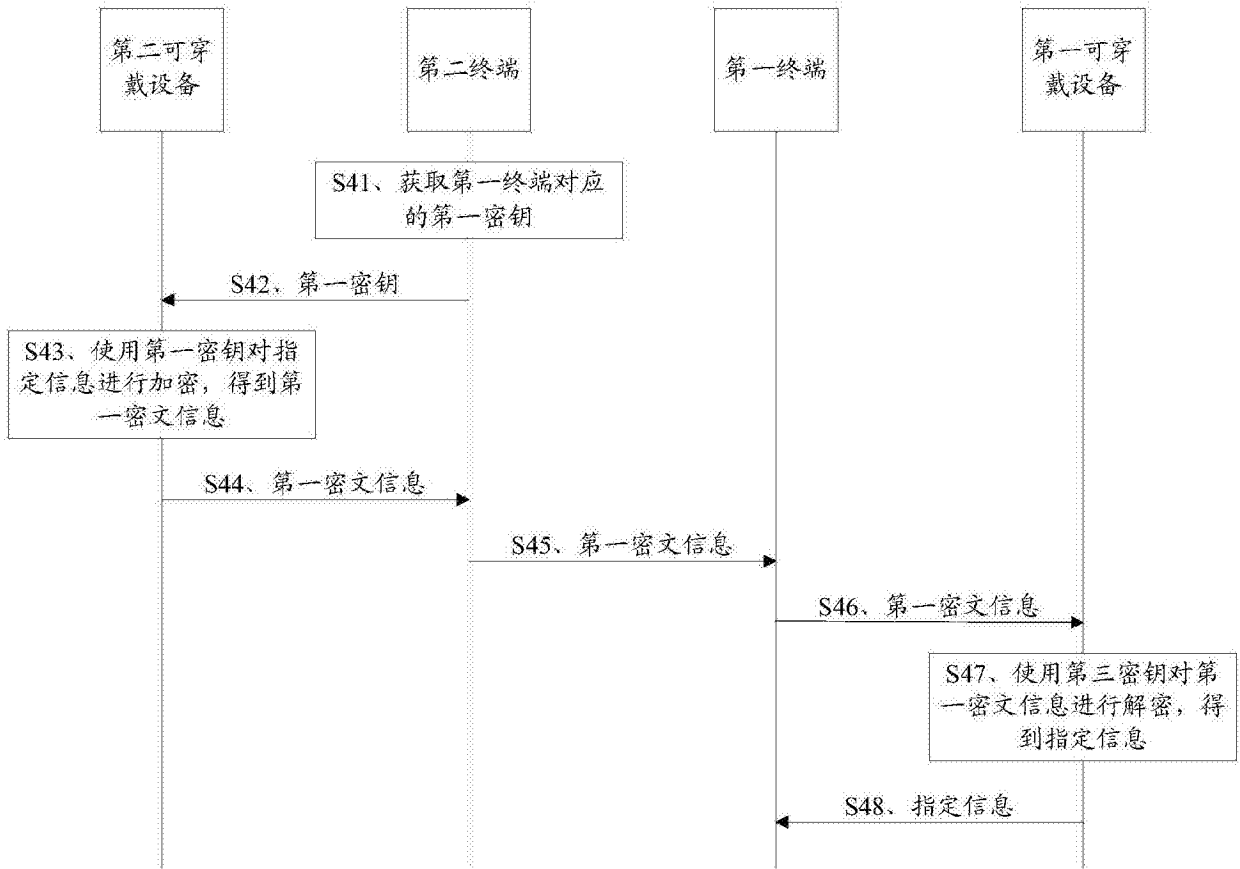 第二可穿
戴设备
第二终端
第一终端
第一可穿
戴设备
S41、获取第一终端对应
的第一密钥
S42、第一密钥
S43、使用第一密钥对指
定信息进行加密，得到第
一密文信息
S44、第一密文信息
S45、第一密文信息
S46、第一密文信息
S47、使用第三密钥对第
一密文信息进行解密，得
到指定信息
S48、指定信息